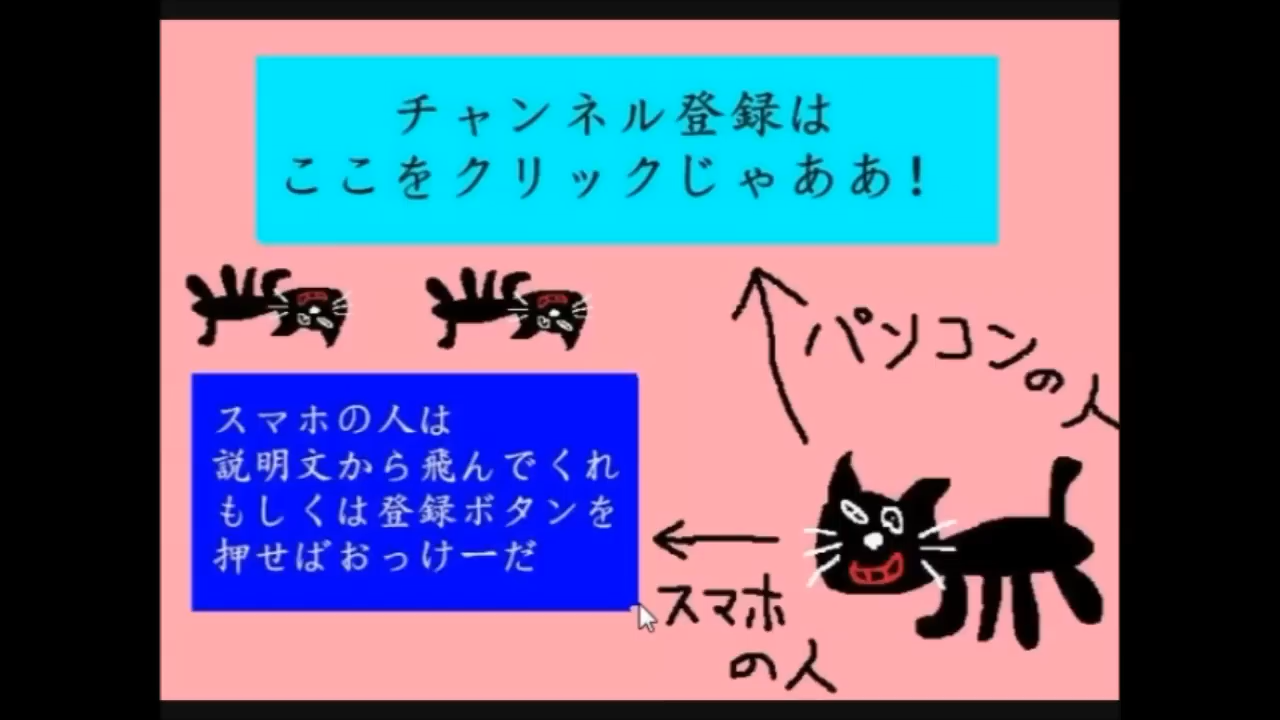 チャンネル登録は
ここをクリックじゃああ！
パソコンの人
スマホの人は
説明文から飛んでくれ
もしくは登録ボタンを
押せばおっけーだ
スマホ
の人